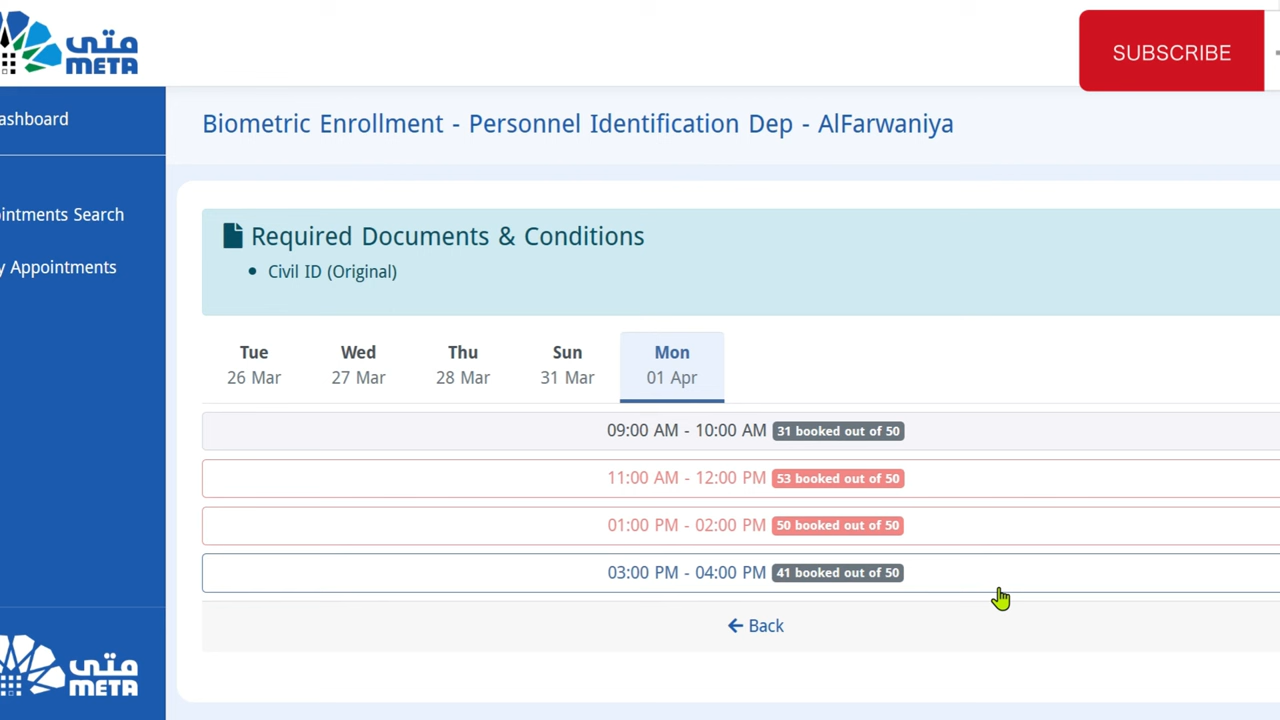 متى
META
SUBSCRIBE
ashboard
Biometric Enrollment - Personnel Identification Dep - AlFarwaniya
intments Search
y Appointments
Required Documents & Conditions
• Civil ID (Original)
Tue Wed Thu Sun Mon
26 Mar 27 Mar 28 Mar 31 Mar 01 Apr
09:00 AM - 10:00 AM 31 booked out of 50
11:00 AM - 12:00 PM 53 booked out of 50
01:00 PM - 02:00 PM 50 booked out of 50
03:00 PM - 04:00 PM 41 booked out of 50
← Back
متى
META